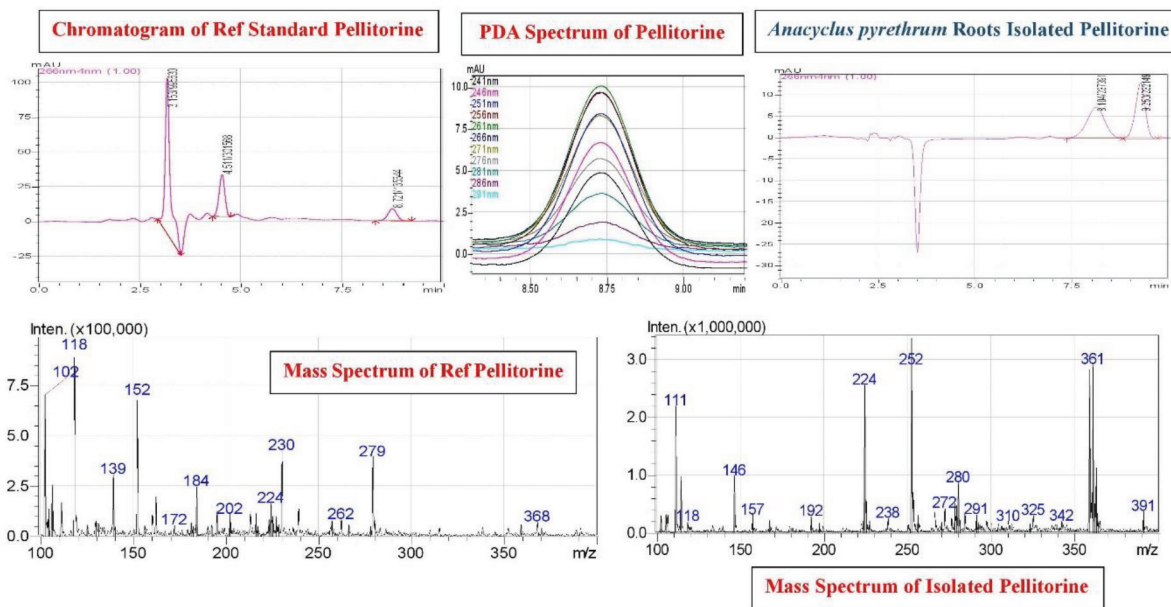 Chromatogram of Ref Standard Pellitorine
PDA Spectrum of Pellitorine
Anacyclus pyrethrum Roots Isolated Pellitorine
mAU
266nm4nm (1.00)
100
75
50
25
0
-25
0.0
2.5
5.0
7.5
min
mAU
10.0
7.5
5.0
2.5
0.0
241nm
246nm
251nm
256nm
261nm
266nm
271nm
276nm
281nm
286nm
8.50
8.75
9.00
min
mAU
266nm4nm (1.00)
10
0
-5
-10
-20
-30
0.0
2.5
5.0
7.5
min
Inten. (x100,000)
7.5
5.0
2.5
0.0
102
118
139
152
172
184
202
224
230
262
279
368
100
150
200
250
300
350
m/z
Mass Spectrum of Ref Pellitorine
Inten. (x1,000,000)
3.0
2.0
1.0
0.0
111
118
146
157
192
224
238
252
272
280
291
310
325
342
361
391
100
150
200
250
300
350
m/z
Mass Spectrum of Isolated Pellitorine